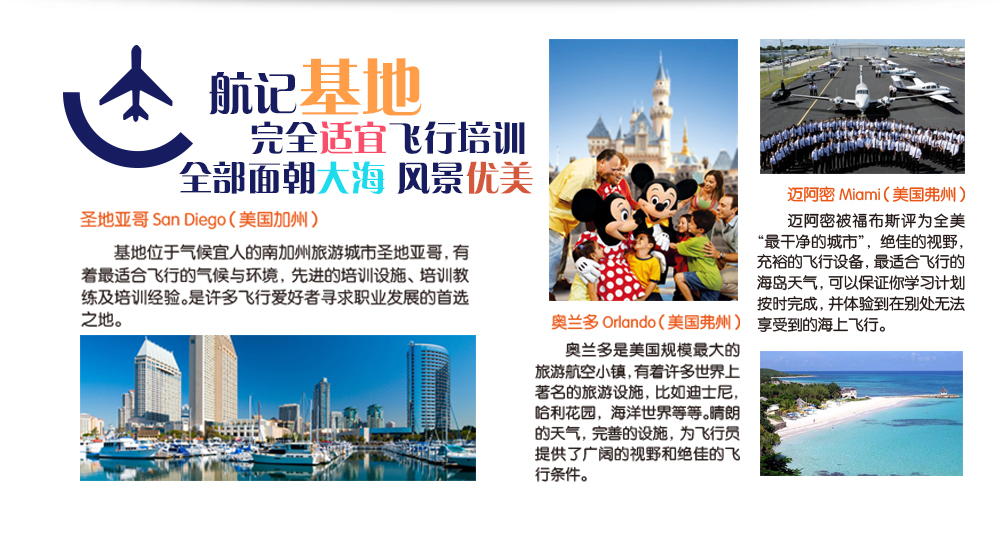 航记基地
完全适宜飞行培训
全部面朝大海 风景优美
圣地亚哥 San Diego（美国加州）
基地位于气候宜人的南加州旅游城市圣地亚哥，有
着最适合飞行的气候与环境，先进的培训设施、培训教
练及培训经验。是许多飞行爱好者寻求职业发展的首选
之地。
奥兰多 Orlando（美国弗州）
奥兰多是美国规模最大的
旅游航空小镇，有着许多世界上
著名的旅游设施，比如迪士尼，
哈利花园，海洋世界等等。晴朗
的天气，完善的设施，为飞行员
提供了广阔的视野和绝佳的飞
行条件。
迈阿密 Miami（美国弗州）
迈阿密被福布斯评为全美
“最干净的城市”，绝佳的视野，
充裕的飞行设备，最适合飞行的
海岛天气，可以保证你学习计划
按时完成，并体验到在别处无法
享受到的海上飞行。